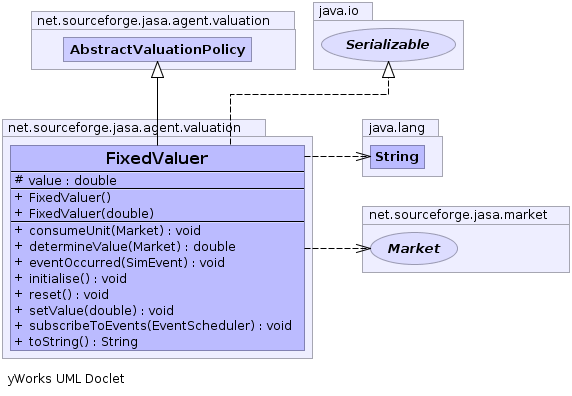 net.sourceforge.jasa.agent.valuation
AbstractValuationPolicy
java.io
Serializable
net.sourceforge.jasa.agent.valuation
FixedValuer
# value : double
+ FixedValuer()
+ FixedValuer(double)
+ consumeUnit(Market) : void
+ determineValue(Market) : double
+ eventOccurred(SimEvent) : void
+ initialise() : void
+ reset() : void
+ setValue(double) : void
+ subscribeToEvents(EventScheduler) : void
+ toString() : String
java.lang
String
net.sourceforge.jasa.market
Market
yWorks UML Doclet